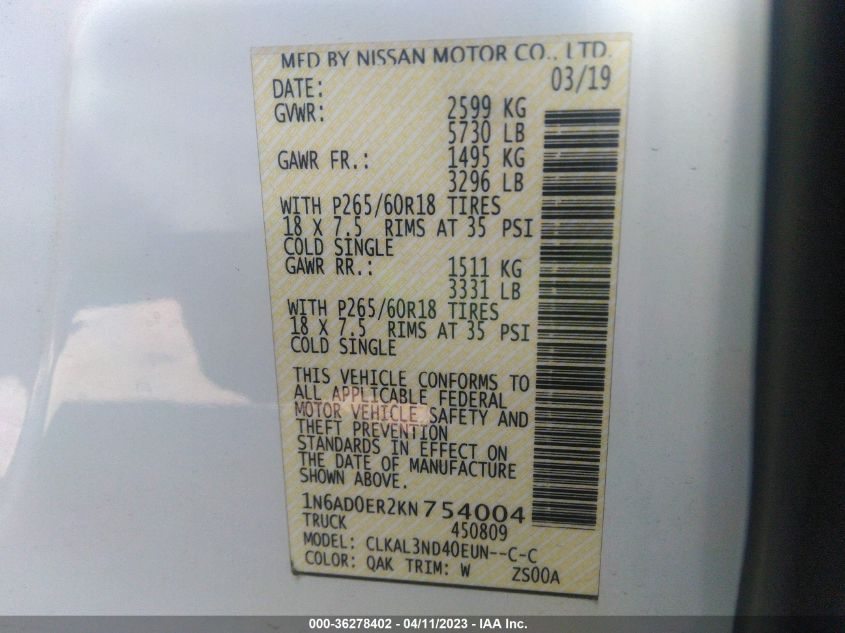 MFD BY NISSAN MOTOR CO., LTD.
DATE: 03/19
GVWR: 2599 KG
5730 LB
GAWR FR.: 1495 KG
3296 LB
WITH P265/60R18 TIRES
18 X 7.5 RIMS AT 35 PSI
COLD SINGLE
GAWR RR.: 1511 KG
3331 LB
WITH P265/60R18 TIRES
18 X 7.5 RIMS AT 35 PSI
COLD SINGLE
THIS VEHICLE CONFORMS TO
ALL APPLICABLE FEDERAL
MOTOR VEHICLE SAFETY AND
THEFT PREVENTION
STANDARDS IN EFFECT ON
THE DATE OF MANUFACTURE
SHOWN ABOVE.
1N6AD0ER2KN754004
TRUCK 450809
MODEL: CLKAL3ND40EUN--C-C
COLOR: QAK TRIM: W ZS00A
000-36278402 - 04/11/2023 - IAA Inc.